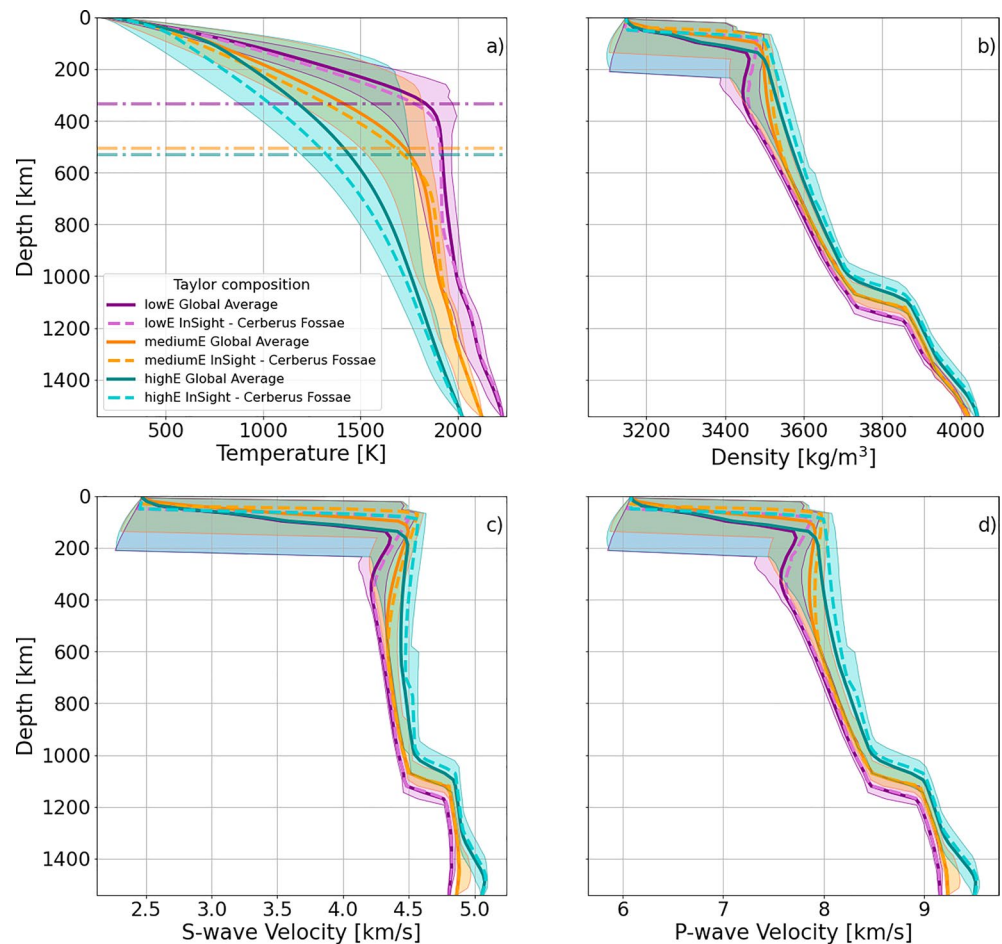 a)
0
200
400
600
800
1000
1200
1400
Depth [km]
Taylor composition
lowE Global Average
lowE InSight - Cerberus Fossae
mediumE Global Average
mediumE InSight - Cerberus Fossae
highE Global Average
highE InSight - Cerberus Fossae
500 1000 1500 2000
Temperature [K]
b)
3200 3400 3600 3800 4000
Density [kg/m³]
c)
0
200
400
600
800
1000
1200
1400
Depth [km]
2.5 3.0 3.5 4.0 4.5 5.0
S-wave Velocity [km/s]
d)
6 7 8 9
P-wave Velocity [km/s]